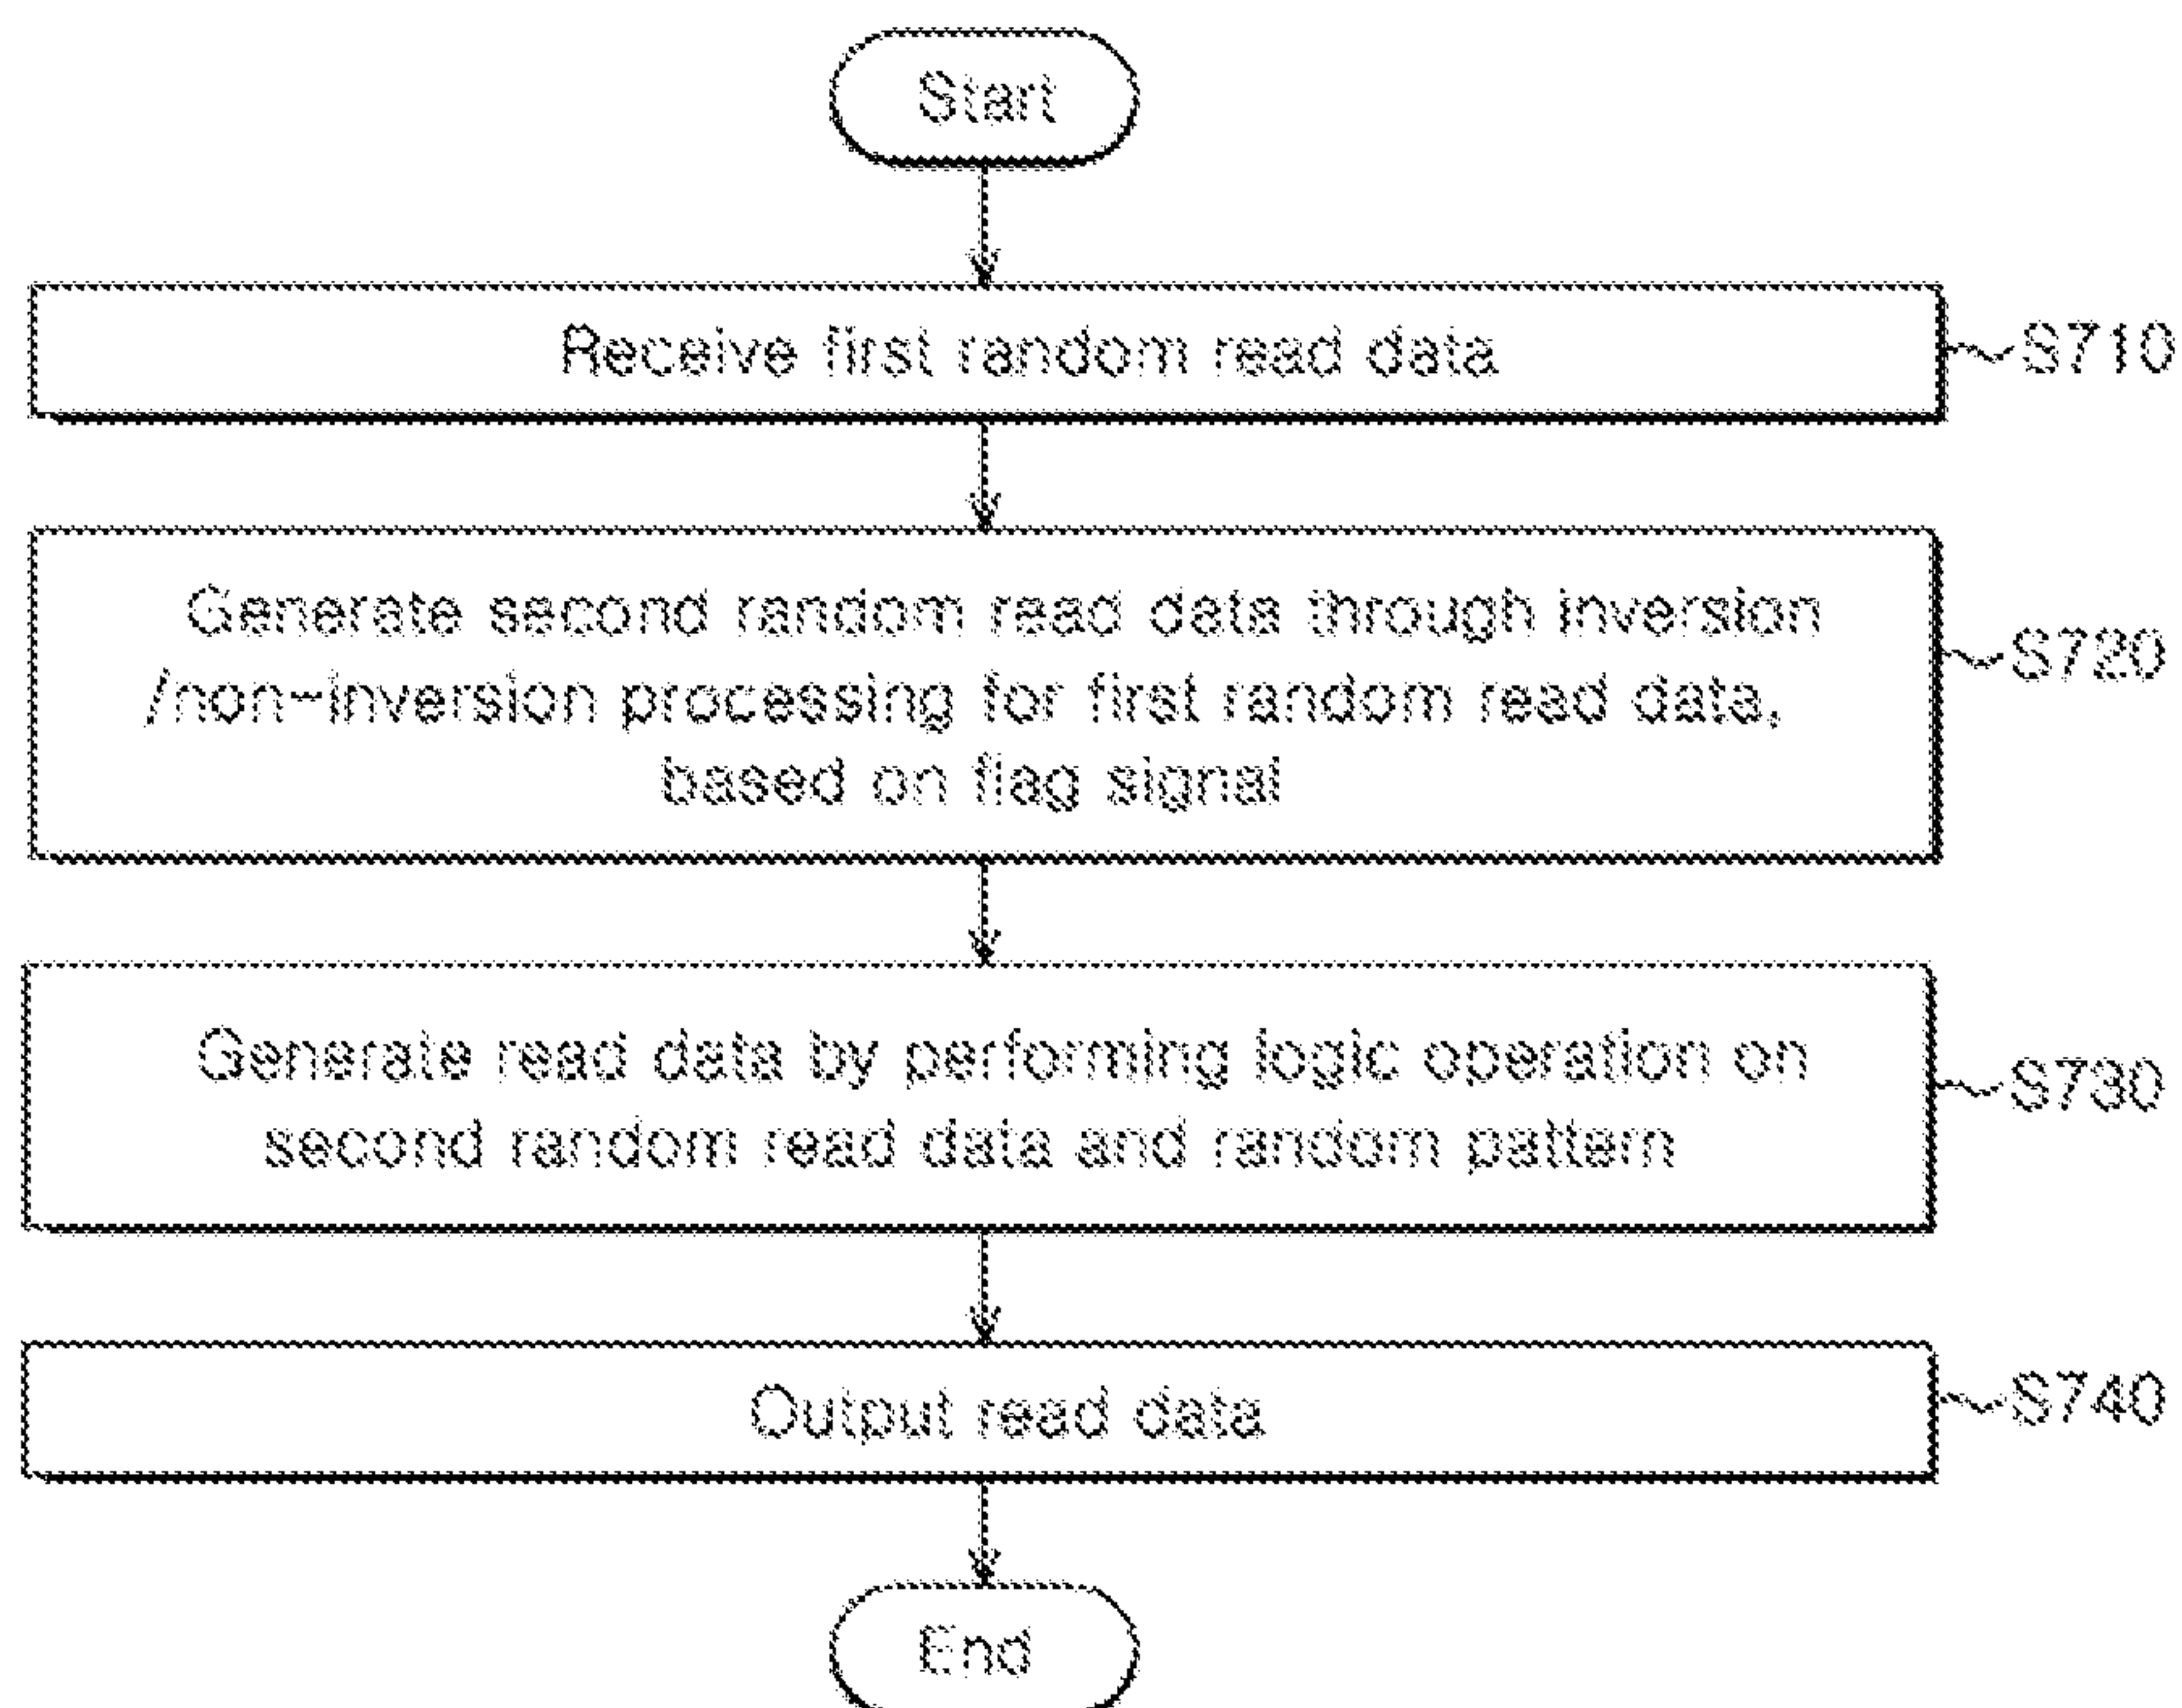 Start
Receive first random read data
S710
Generate second random read data through inversion
/non-inversion processing for first random read data,
based on flag signal
S720
Generate read data by performing logic operation on
second random read data and random pattern
S730
Output read data
S740
End